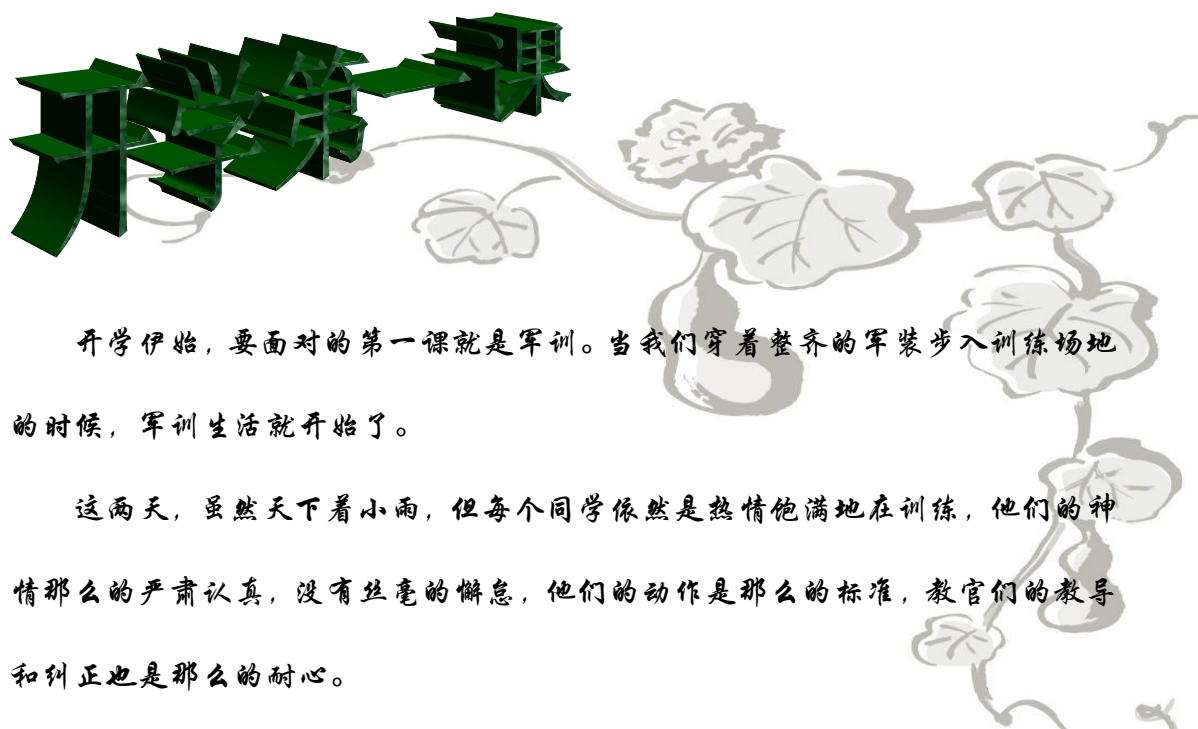 开学第一课
开学伊始，要面对的第一课就是军训。当我们穿着整齐的军装步入训练场地
的时候，军训生活就开始了。
这两天，虽然天下着小雨，但每个同学依然是热情饱满地在训练，他们的神
情那么的严肃认真，没有丝毫的懈怠，他们的动作是那么的标准，教官们的教导
和纠正也是那么的耐心。